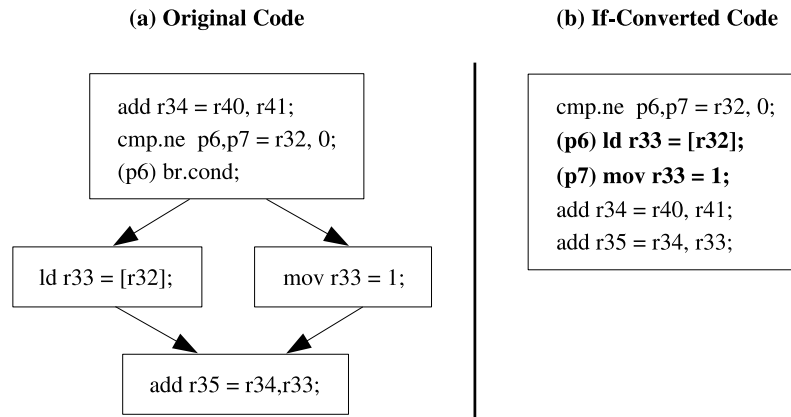 (a) Original Code
add r34 = r40, r41;
cmp.ne p6,p7 = r32, 0;
(p6) br.cond;
ld r33 = [r32];
mov r33 = 1;
add r35 = r34,r33;
(b) If-Converted Code
cmp.ne p6,p7 = r32, 0;
(p6) ld r33 = [r32];
(p7) mov r33 = 1;
add r34 = r40, r41;
add r35 = r34, r33;